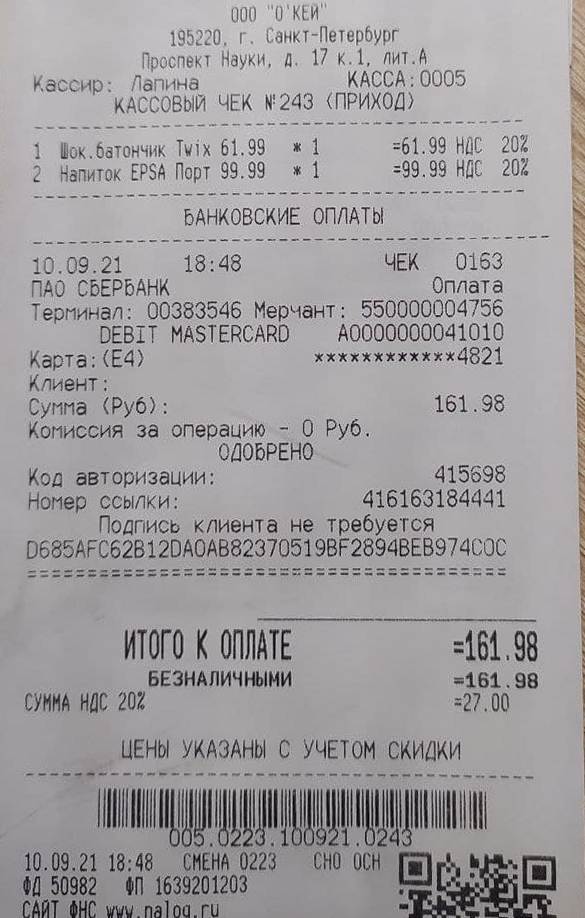 ООО "О'КЕЙ"
195220, г. Санкт-Петербург
Проспект Науки, д. 17 к.1, лит.А
Кассир: Лапина КАССА:0005
КАССОВЫЙ ЧЕК №243 (ПРИХОД)
1 Шок.батончик Twix 61.99 * 1 =61.99 НДС 20%
2 Напиток EPSA Порт 99.99 * 1 =99.99 НДС 20%
БАНКОВСКИЕ ОПЛАТЫ
10.09.21 18:48 ЧЕК 0163
ПАО СБЕРБАНК Оплата
Терминал: 00383546 Мерчант: 550000004756
DEBIT MASTERCARD A0000000041010
Карта:(E4) ************4821
Клиент:
Сумма (Руб): 161.98
Комиссия за операцию - 0 Руб.
ОДОБРЕНО
Код авторизации: 415698
Номер ссылки: 416163184441
Подпись клиента не требуется
D685AFC62B12DA0AB82370519BF2894BEB974C0C
========================================
ИТОГО К ОПЛАТЕ =161.98
БЕЗНАЛИЧНЫМИ =161.98
СУММА НДС 20% =27.00
ЦЕНЫ УКАЗАНЫ С УЧЕТОМ СКИДКИ
005.0223.100921.0243
10.09.21 18:48 СМЕНА 0223 СНО ОСН
ФД 50982 ФП 1639201203
САЙТ ФНС www.nalog.ru